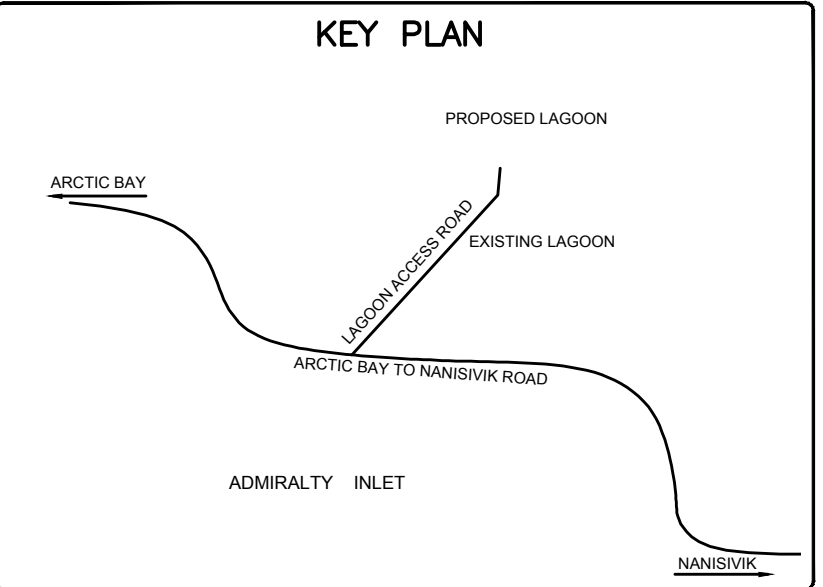 KEY PLAN
PROPOSED LAGOON
ARCTIC BAY
LAGOON ACCESS ROAD
EXISTING LAGOON
ARCTIC BAY TO NANISIVIK ROAD
ADMIRALTY INLET
NANISIVIK